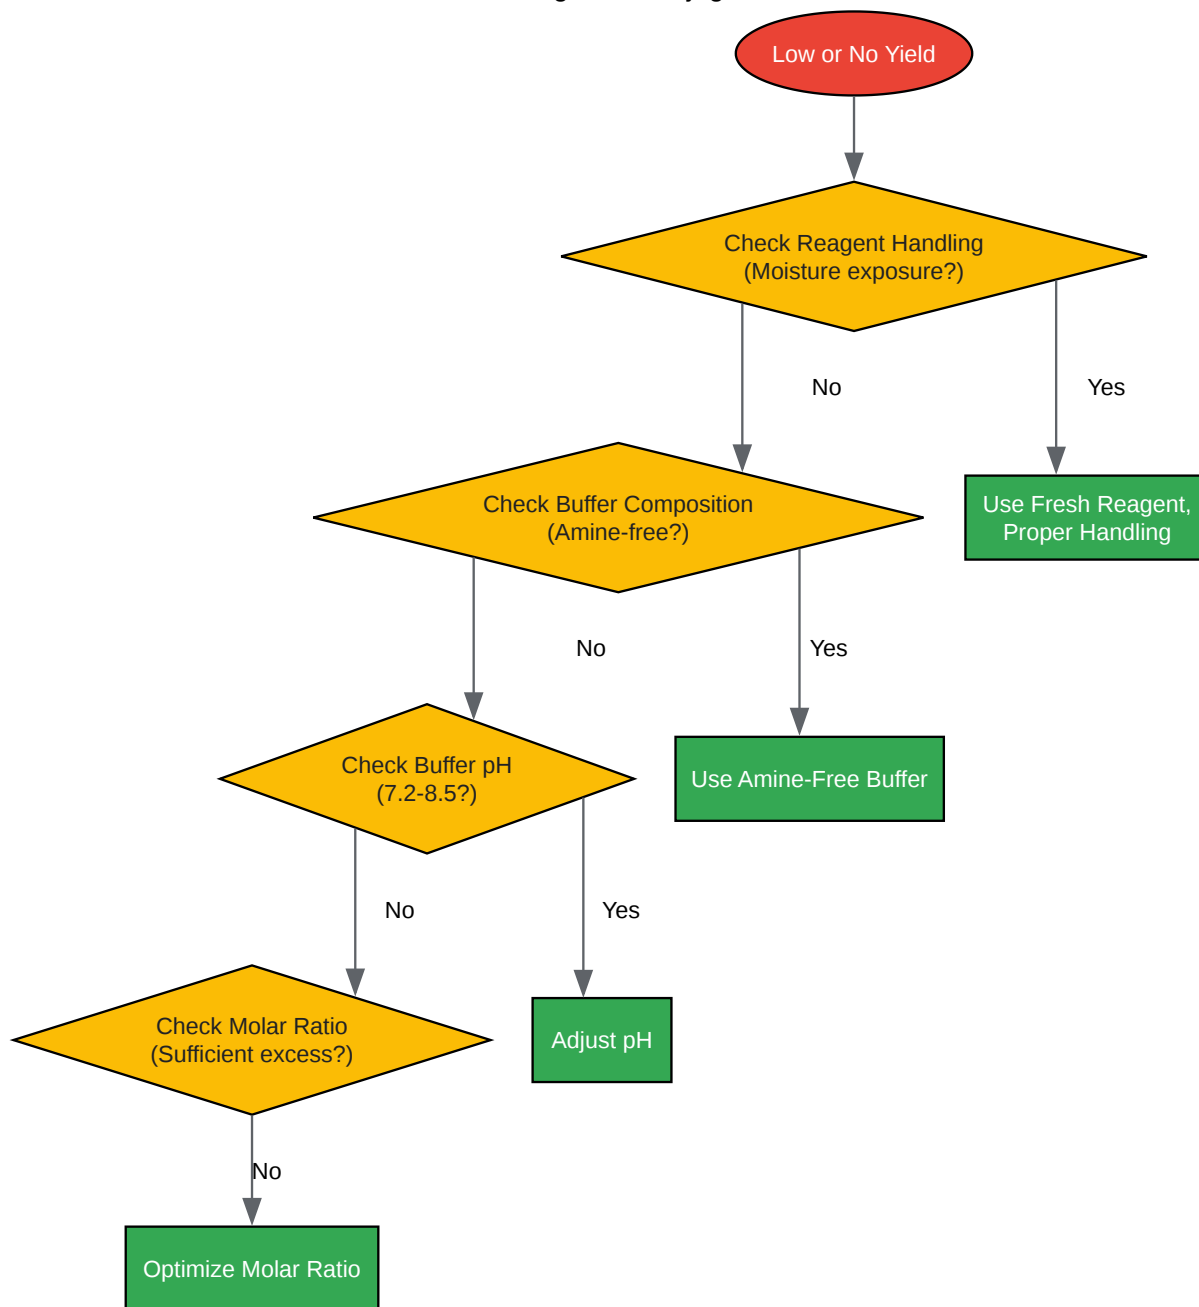 Low or No Yield
Check Reagent Handling
(Moisture exposure?)
No
Yes
Check Buffer Composition
(Amine-free?)
Use Fresh Reagent,
Proper Handling
No
Yes
Check Buffer pH
(7.2-8.5?)
Use Amine-Free Buffer
No
Yes
Check Molar Ratio
(Sufficient excess?)
Adjust pH
No
Optimize Molar Ratio